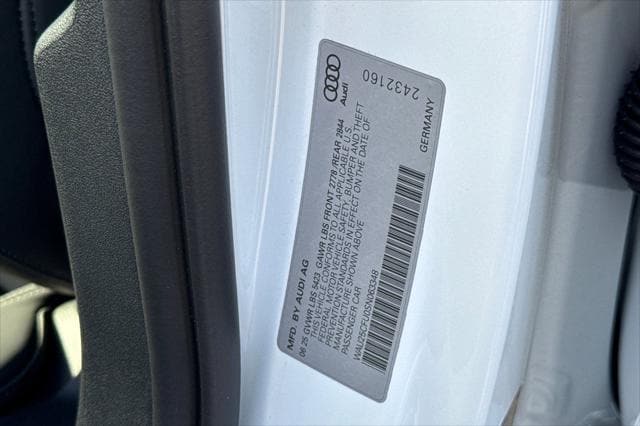 MFD. BY AUDI AG
06 25 GVWR LBS 5423 GAWR LBS FRONT 2778 /REAR 2844
THIS VEHICLE CONFORMS TO ALL APPLICABLE U.S.
FEDERAL MOTOR VEHICLE SAFETY, BUMPER AND THEFT
PREVENTION STANDARDS IN EFFECT ON THE DATE OF
MANUFACTURE SHOWN ABOVE
PASSENGER CAR
Audi
2432160
GERMANY